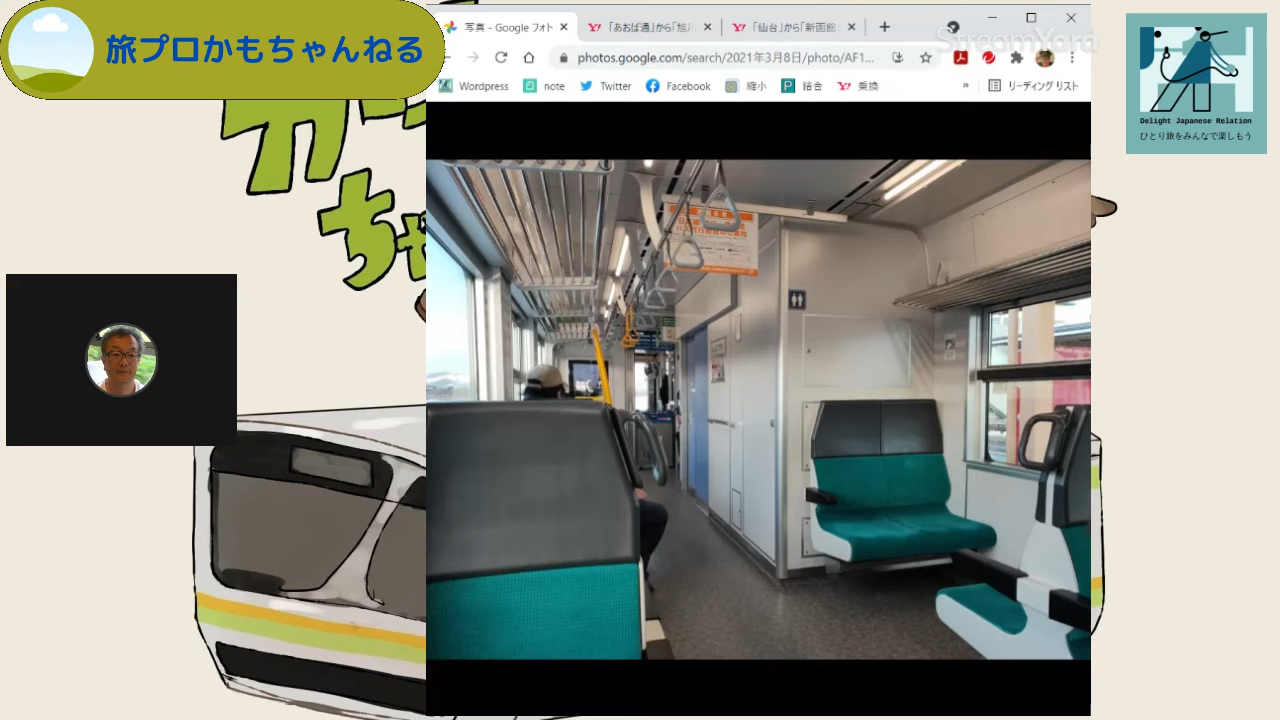 旅プロかもちゃんねる
写真 - Google フォト
「あおば通」から「旭川
「仙台」から「新函館
StreamYard
photos.google.com/search/2021年3月8日/photo/AF1...
Wordpress
note
Twitter
Facebook
縮小
結合
乗換
»
リーディング リスト
Delight Japanese Relation
ひとり旅をみんなで楽しもう
ちゃ